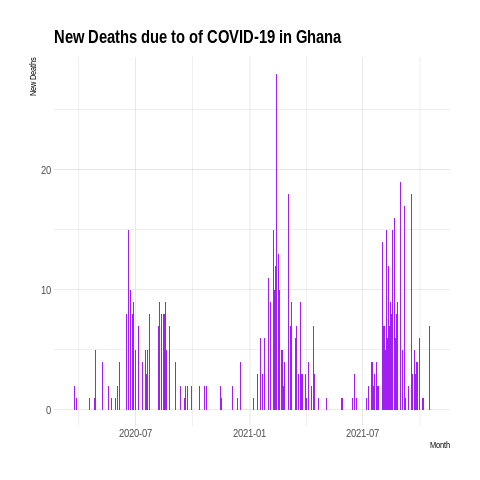 New Deaths due to of COVID-19 in Ghana
New Deaths
20
10
0
2020-07
2021-01
2021-07
Month